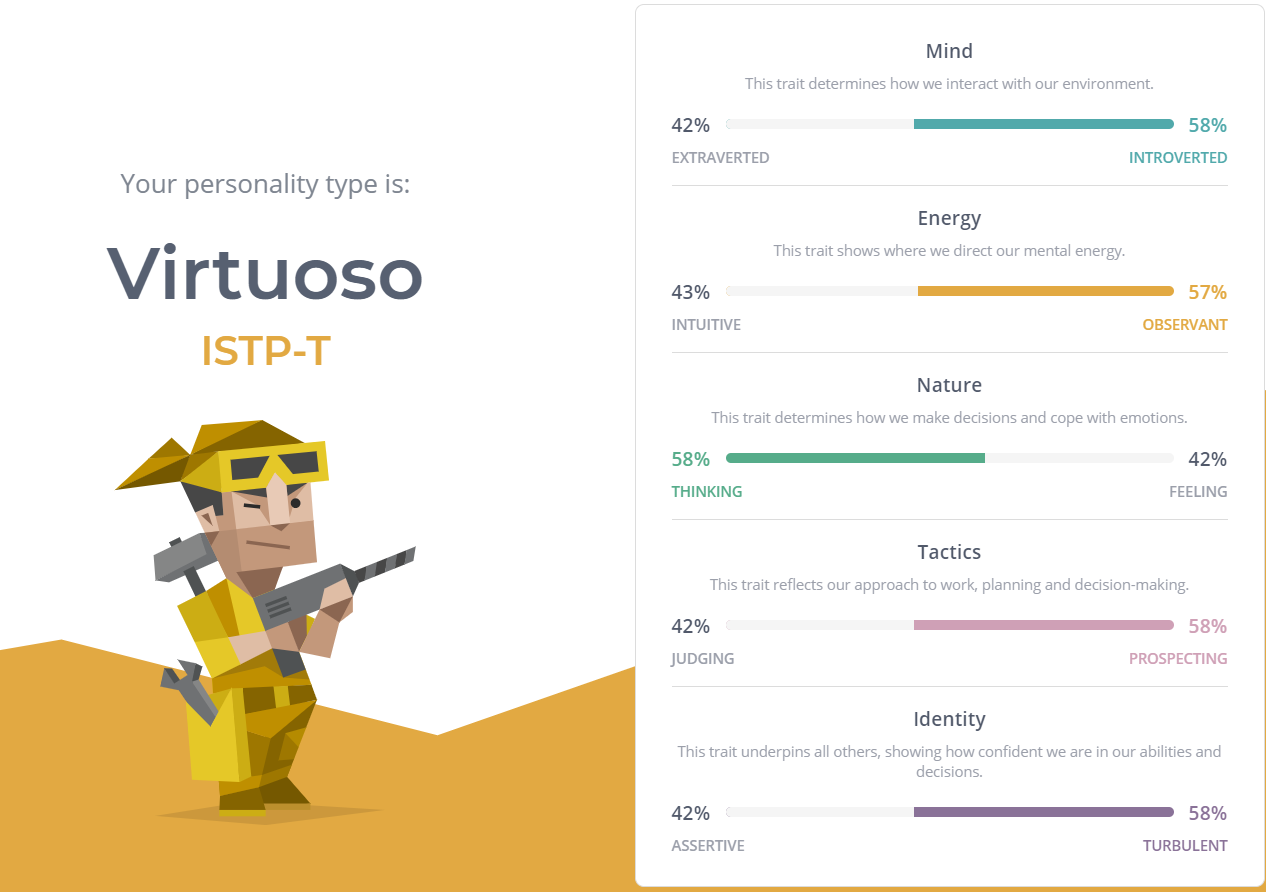 Your personality type is:
Virtuoso
ISTP-T
Mind
This trait determines how we interact with our environment.
42% 58%
EXTRAVERTED INTROVERTED
Energy
This trait shows where we direct our mental energy.
43% 57%
INTUITIVE OBSERVANT
Nature
This trait determines how we make decisions and cope with emotions.
58% 42%
THINKING FEELING
Tactics
This trait reflects our approach to work, planning and decision-making.
42% 58%
JUDGING PROSPECTING
Identity
This trait underpins all others, showing how confident we are in our abilities and
decisions.
42% 58%
ASSERTIVE TURBULENT